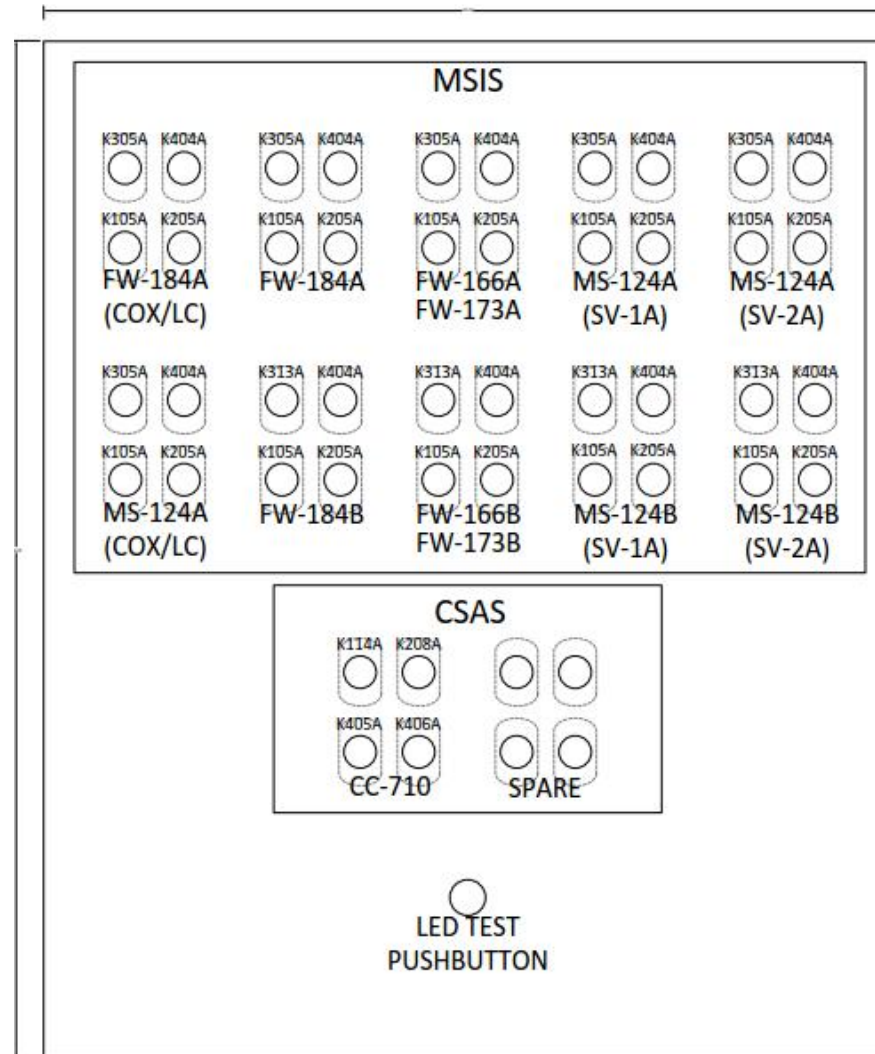 MSIS
K305A K404A K305A K404A K305A K404A K305A K404A K305A K404A
K105A K205A K105A K205A K105A K205A K105A K205A K105A K205A
FW-184A FW-184A FW-166A MS-124A MS-124A
(COX/LC) FW-173A (SV-1A) (SV-2A)
K305A K404A K313A K404A K313A K404A K313A K404A K313A K404A
K105A K205A K105A K205A K105A K205A K105A K205A K105A K205A
MS-124A FW-184B FW-166B MS-124B MS-124B
(COX/LC) FW-173B (SV-1A) (SV-2A)
CSAS
K114A K208A
K405A K406A
CC-710 SPARE
LED TEST
PUSHBUTTON